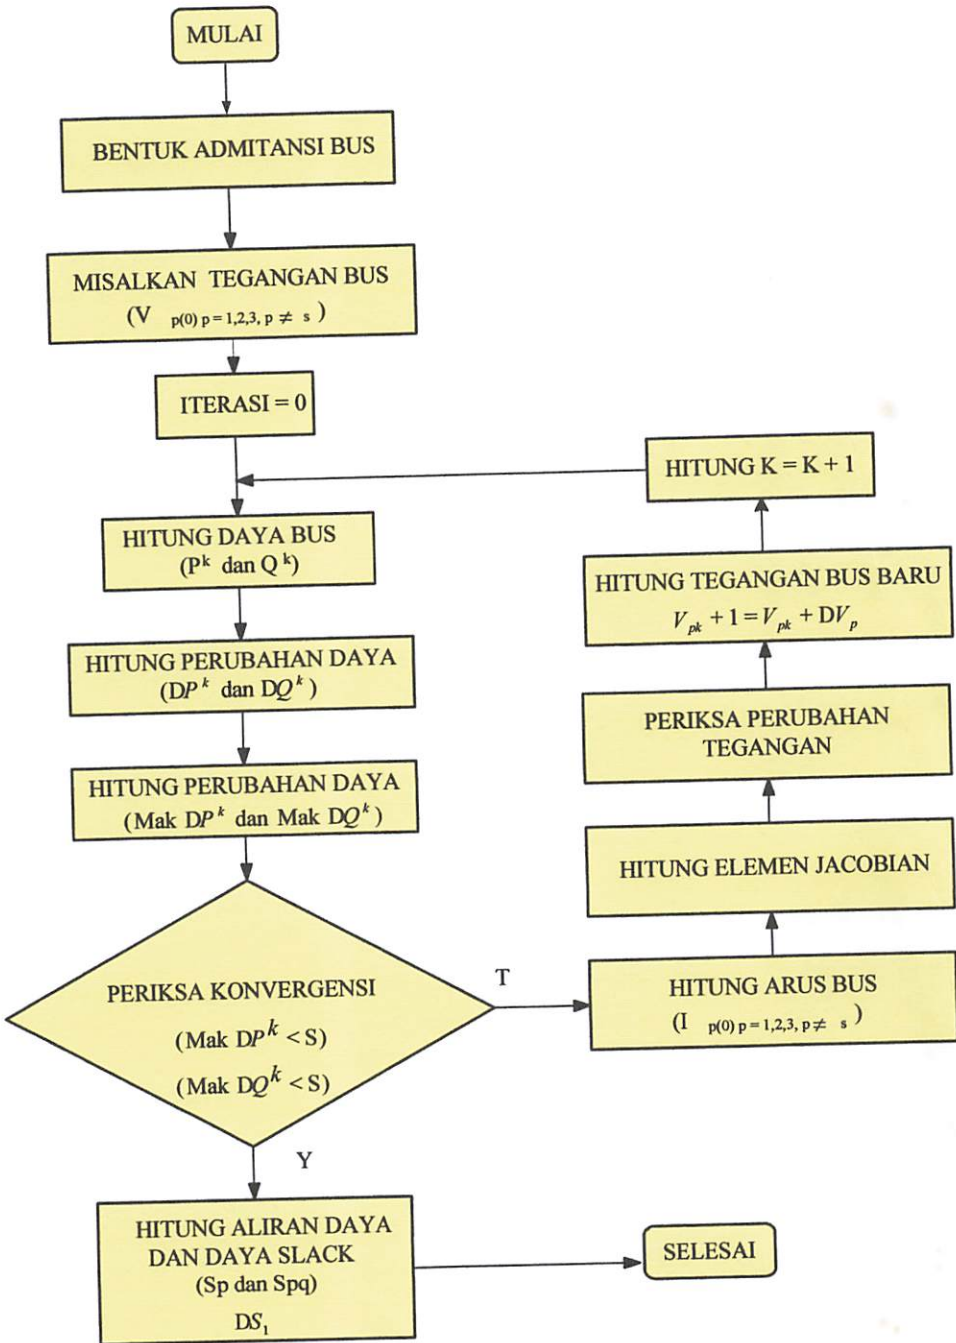 MULAI
BENTUK ADMITANSI BUS
MISALKAN TEGANGAN BUS
(V p(0) p = 1,2,3, p ≠ s )
ITERASI = 0
HITUNG DAYA BUS
(P^k dan Q^k)
HITUNG PERUBAHAN DAYA
(DP^k dan DQ^k)
HITUNG PERUBAHAN DAYA
(Mak DP^k dan Mak DQ^k)
PERIKSA KONVERGENSI
(Mak DP^k < S)
(Mak DQ^k < S)
T
Y
HITUNG ARUS BUS
(I p(0) p = 1,2,3, p ≠ s )
HITUNG ELEMEN JACOBIAN
PERIKSA PERUBAHAN
TEGANGAN
HITUNG TEGANGAN BUS BARU
V_pk + 1 = V_pk + DV_p
HITUNG K = K + 1
HITUNG ALIRAN DAYA
DAN DAYA SLACK
(Sp dan Spq)
DS_1
SELESAI